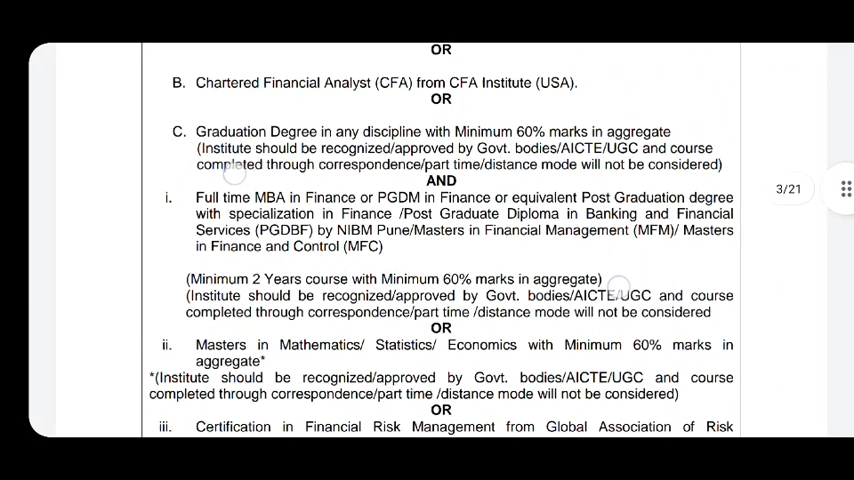 OR
B. Chartered Financial Analyst (CFA) from CFA Institute (USA).
OR
C. Graduation Degree in any discipline with Minimum 60% marks in aggregate
(Institute should be recognized/approved by Govt. bodies/AICTE/UGC and course
completed through correspondence/part time/distance mode will not be considered)
AND
i. Full time MBA in Finance or PGDM in Finance or equivalent Post Graduation degree
with specialization in Finance /Post Graduate Diploma in Banking and Financial
Services (PGDBF) by NIBM Pune/Masters in Financial Management (MFM)/ Masters
in Finance and Control (MFC)
(Minimum 2 Years course with Minimum 60% marks in aggregate)
(Institute should be recognized/approved by Govt. bodies/AICTE/UGC and course
completed through correspondence/part time /distance mode will not be considered
OR
ii. Masters in Mathematics/ Statistics/ Economics with Minimum 60% marks in
aggregate*
*(Institute should be recognized/approved by Govt. bodies/AICTE/UGC and course
completed through correspondence/part time /distance mode will not be considered)
OR
iii. Certification in Financial Risk Management from Global Association of Risk
3/21